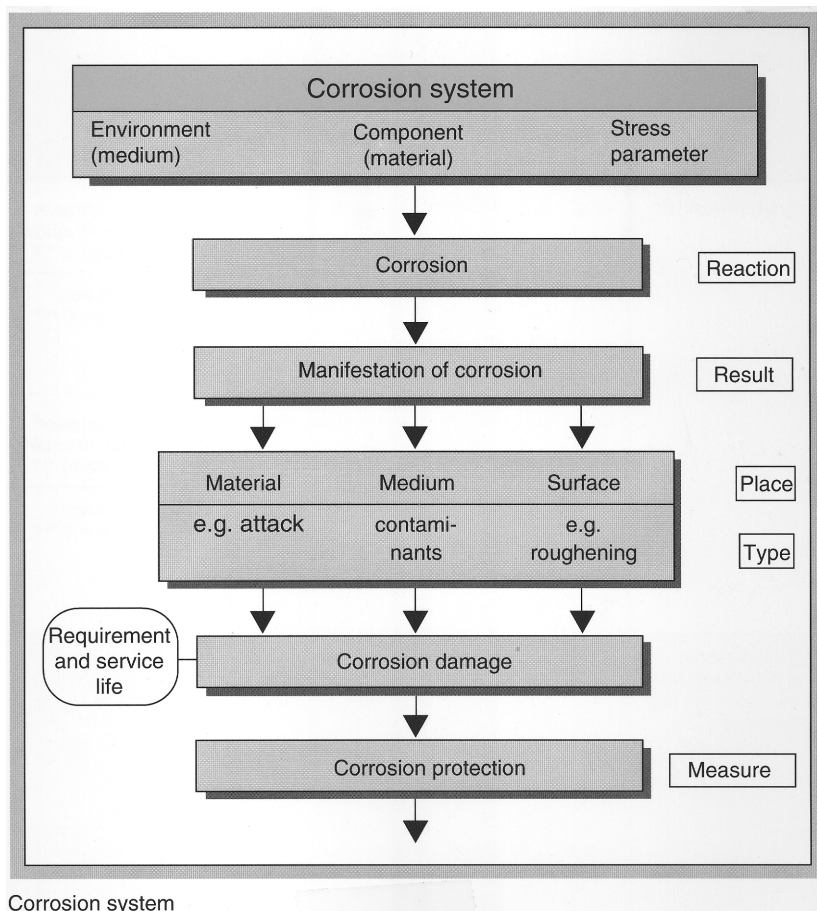 Corrosion system
Environment
(medium)
Component
(material)
Stress
parameter
Corrosion
Reaction
Manifestation of corrosion
Result
Material
Medium
Surface
Place
e.g. attack
contami-
nants
e.g.
roughening
Type
Requirement
and service
life
Corrosion damage
Corrosion protection
Measure
Corrosion system